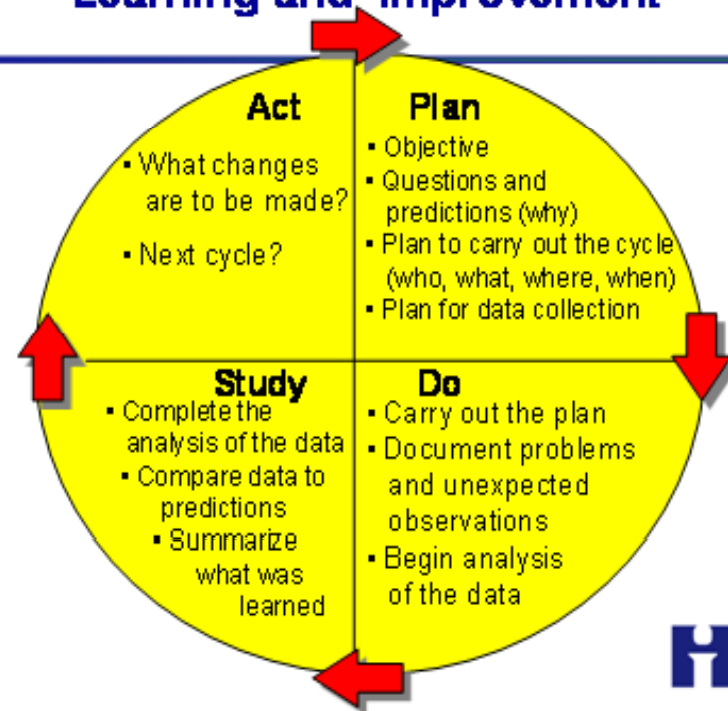 Learning and Improvement
Act
▪ What changes
are to be made?
▪ Next cycle?
Plan
▪ Objective
▪ Questions and
predictions (why)
▪ Plan to carry out the cycle
(who, what, where, when)
▪ Plan for data collection
Study
▪ Complete the
analysis of the data
▪ Compare data to
predictions
▪ Summarize
what was
learned
Do
▪ Carry out the plan
▪ Document problems
and unexpected
observations
▪ Begin analysis
of the data